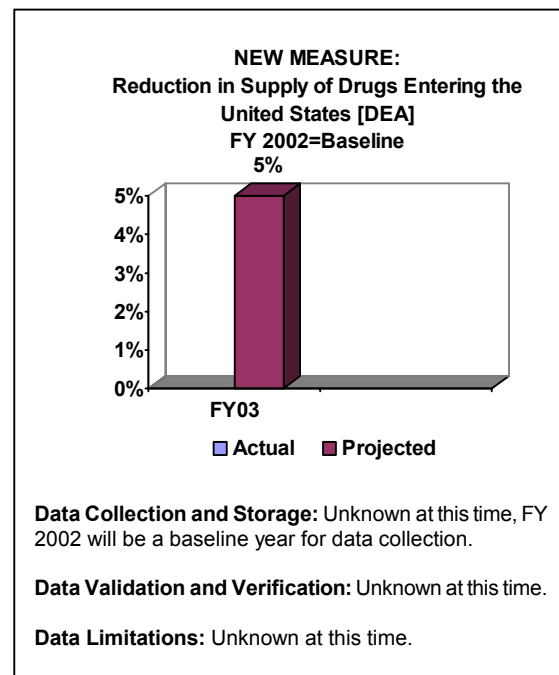 NEW MEASURE:
Reduction in Supply of Drugs Entering the
United States [DEA]
FY 2002=Baseline
5%
5%
4%
3%
2%
1%
0%
FY03
Actual
Projected
Data Collection and Storage: Unknown at this time, FY
2002 will be a baseline year for data collection.
Data Validation and Verification: Unknown at this time.
Data Limitations: Unknown at this time.